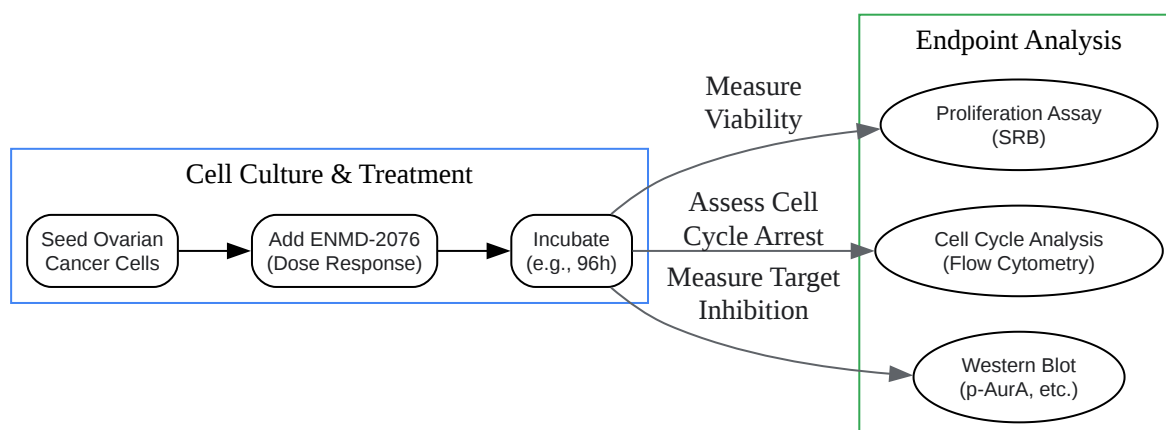 Cell Culture & Treatment
Seed Ovarian
Cancer Cells
Add ENMD-2076
(Dose Response)
Incubate
(e.g., 96h)
Measure
Viability
Assess Cell
Cycle Arrest
Measure Target
Inhibition
Endpoint Analysis
Proliferation Assay
(SRB)
Cell Cycle Analysis
(Flow Cytometry)
Western Blot
(p-AurA, etc.)